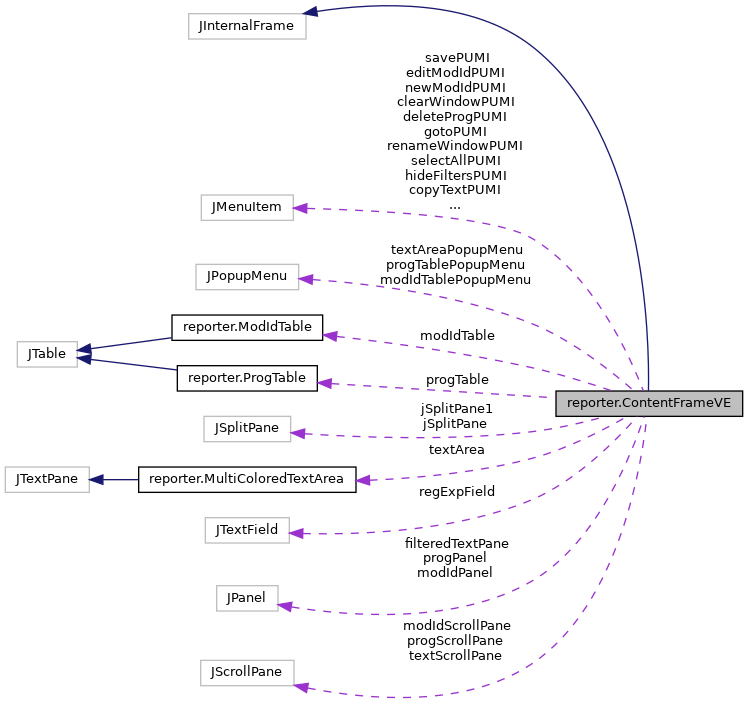 JInternalFrame
savePUMI
editModIdPUMI
newModIdPUMI
clearWindowPUMI
deleteProgPUMI
gotoPUMI
renameWindowPUMI
selectAllPUMI
hideFiltersPUMI
copyTextPUMI
...
JMenuItem
textAreaPopupMenu
progTablePopupMenu
modIdTablePopupMenu
JPopupMenu
reporter.ModIdTable
modIdTable
JTable
reporter.ProgTable
progTable
reporter.ContentFrameVE
jSplitPane1
jSplitPane
JSplitPane
textArea
JTextPane
reporter.MultiColoredTextArea
regExpField
JTextField
filteredTextPane
progPanel
modIdPanel
JPanel
modIdScrollPane
progScrollPane
textScrollPane
JScrollPane